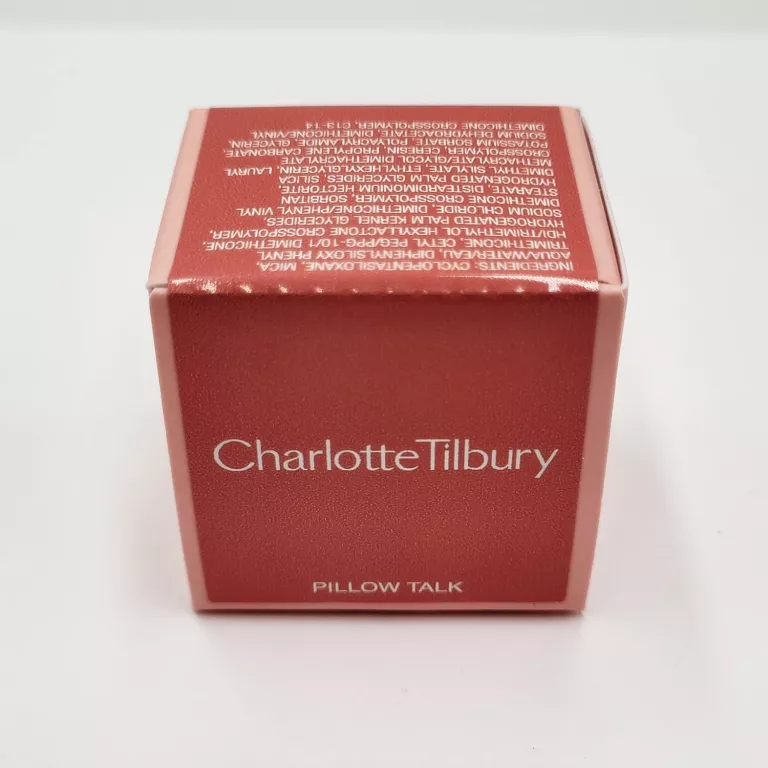 Charlotte Tilbury
PILLOW TALK
INGREDIENTS: CYCLOPENTASILOXANE, MICA,
AQUA/WATER/EAU, DIPHENYLSILOXY PHENYL
TRIMETHICONE, CETYL PEG/PPG-10/1 DIMETHICONE,
HDI/TRIMETHYLOL HEXYLLACTONE CROSSPOLYMER,
HYDROGENATED PALM KERNEL GLYCERIDES,
SODIUM CHLORIDE, DIMETHICONE/PHENYL VINYL
DIMETHICONE CROSSPOLYMER, SORBITAN
STEARATE, DISTEARDIMONIUM HECTORITE,
HYDROGENATED PALM GLYCERIDES, SILICA
DIMETHYL SILYLATE, ETHYLHEXYLGLYCERIN, LAURYL
METHACRYLATE/GLYCOL DIMETHACRYLATE
CROSSPOLYMER, CERESIN, PROPYLENE CARBONATE,
POTASSIUM SORBATE, POLYACRYLAMIDE, GLYCERIN,
SODIUM DEHYDROACETATE, DIMETHICONE/VINYL
DIMETHICONE CROSSPOLYMER, C13-14